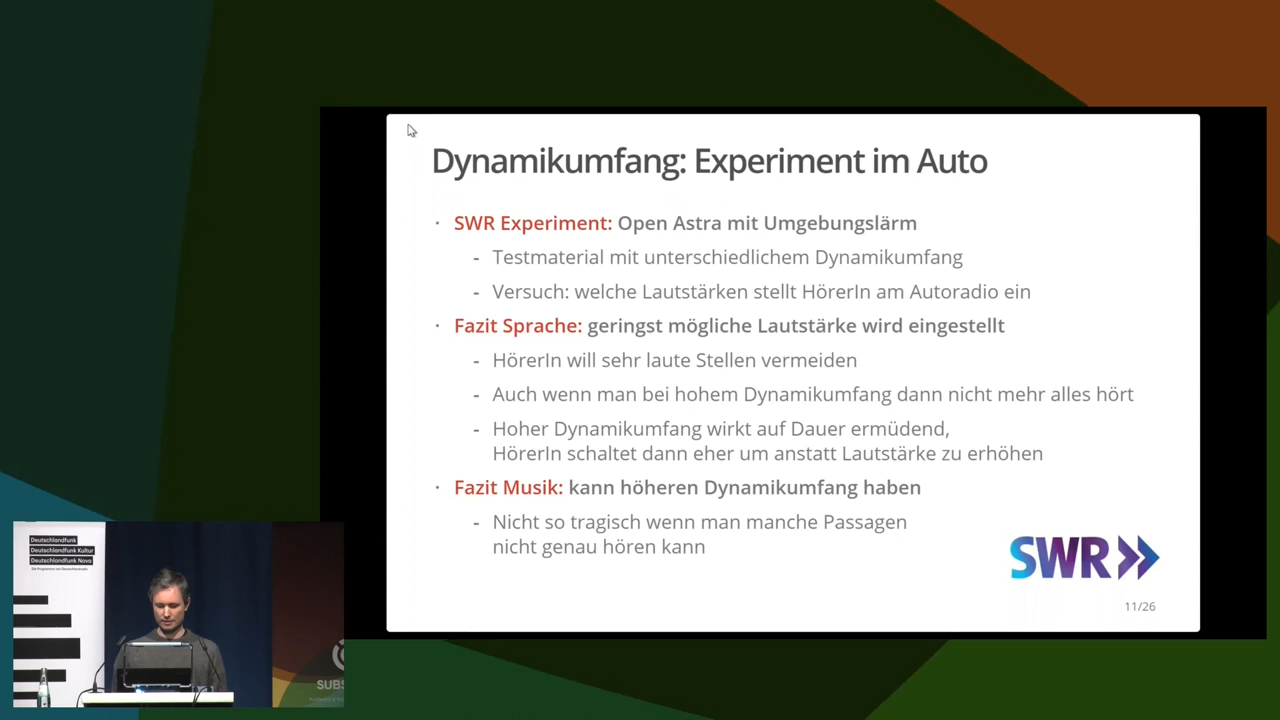 Dynamikumfang: Experiment im Auto
· SWR Experiment: Open Astra mit Umgebungslärm
- Testmaterial mit unterschiedlichem Dynamikumfang
- Versuch: welche Lautstärken stellt HörerIn am Autoradio ein
· Fazit Sprache: geringst mögliche Lautstärke wird eingestellt
- HörerIn will sehr laute Stellen vermeiden
- Auch wenn man bei hohem Dynamikumfang dann nicht mehr alles hört
- Hoher Dynamikumfang wirkt auf Dauer ermüdend,
HörerIn schaltet dann eher um anstatt Lautstärke zu erhöhen
· Fazit Musik: kann höheren Dynamikumfang haben
- Nicht so tragisch wenn man manche Passagen
nicht genau hören kann
SWR
11/26
Deutschlandfunk
Deutschlandfunk Kultur
Deutschlandfunk Nova
SUBS